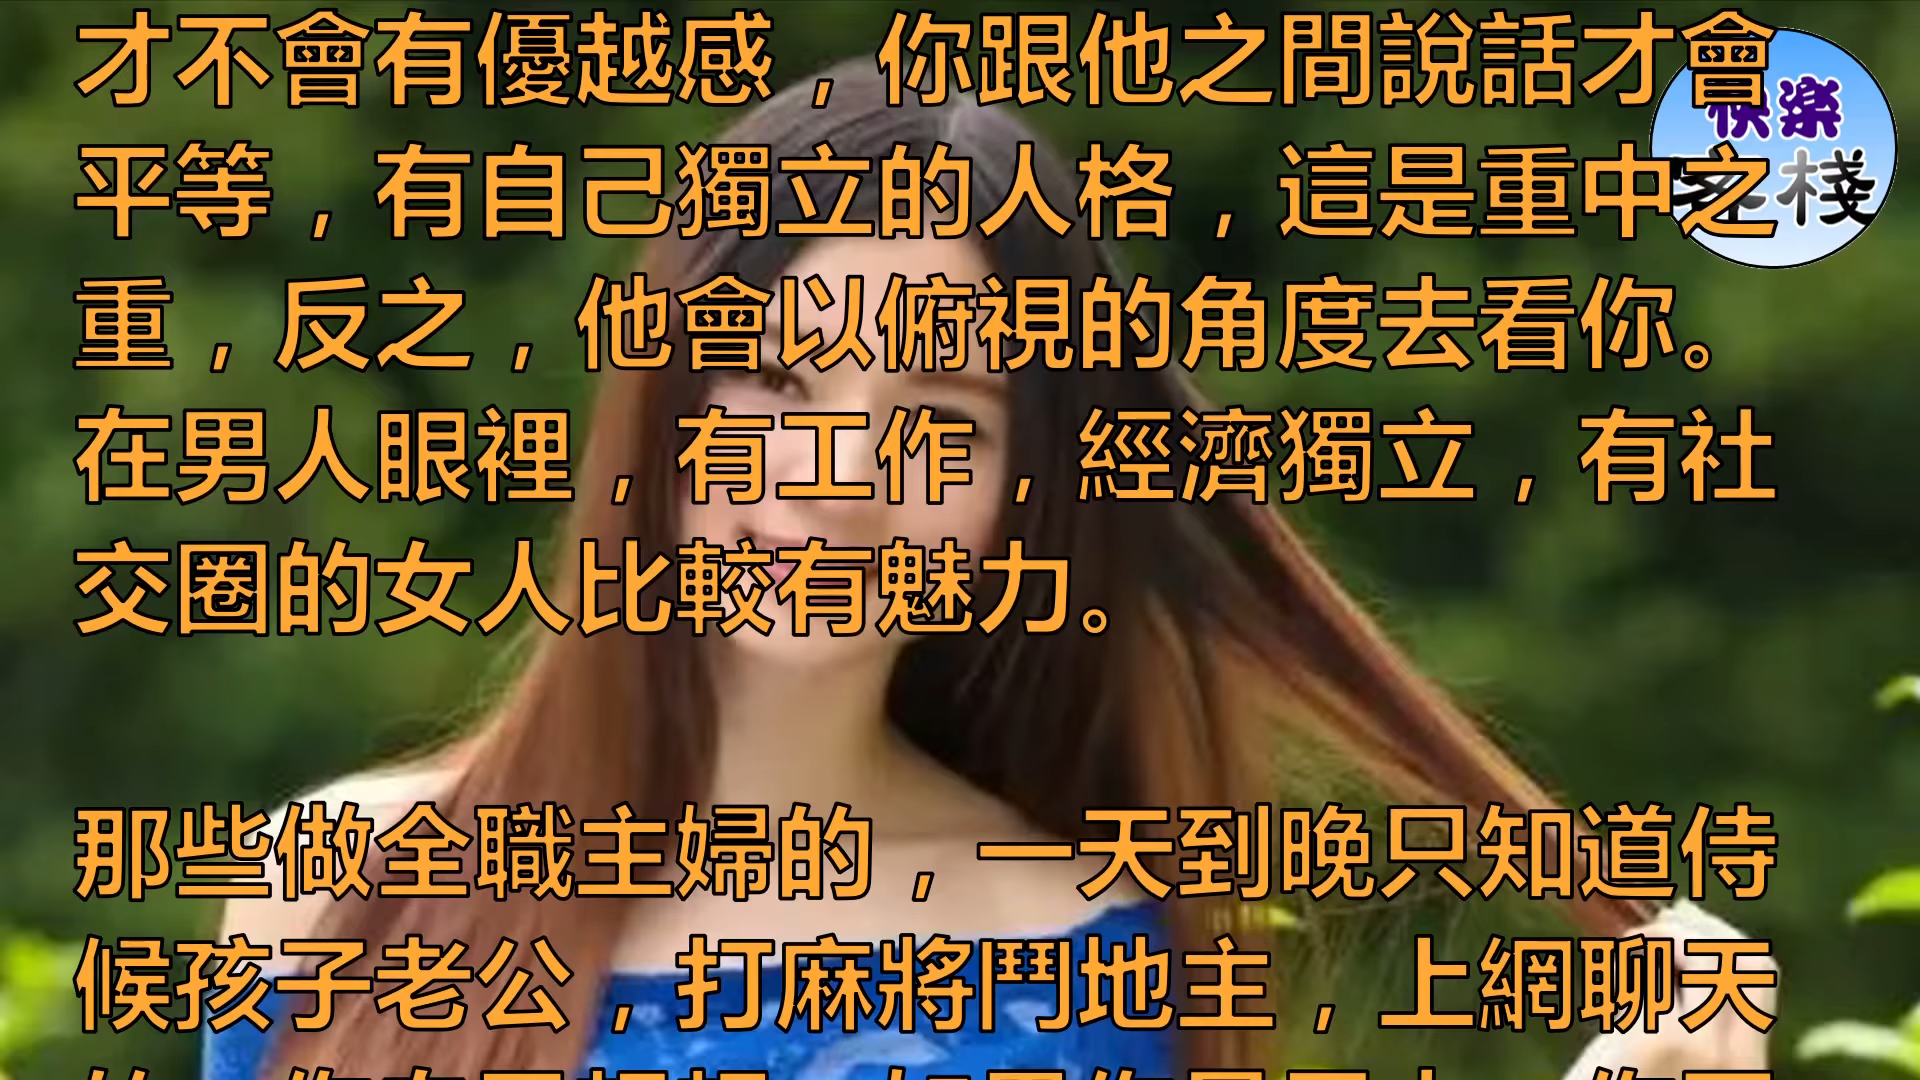 才不會有優越感，你跟他之間說話才會
平等，有自己獨立的人格，這是重中之
重，反之，他會以俯視的角度去看你。
在男人眼裡，有工作，經濟獨立，有社
交圈的女人比較有魅力。
那些做全職主婦的，一天到晚只知道侍
候孩子老公，打麻將鬥地主，上網聊天
快樂
客棧